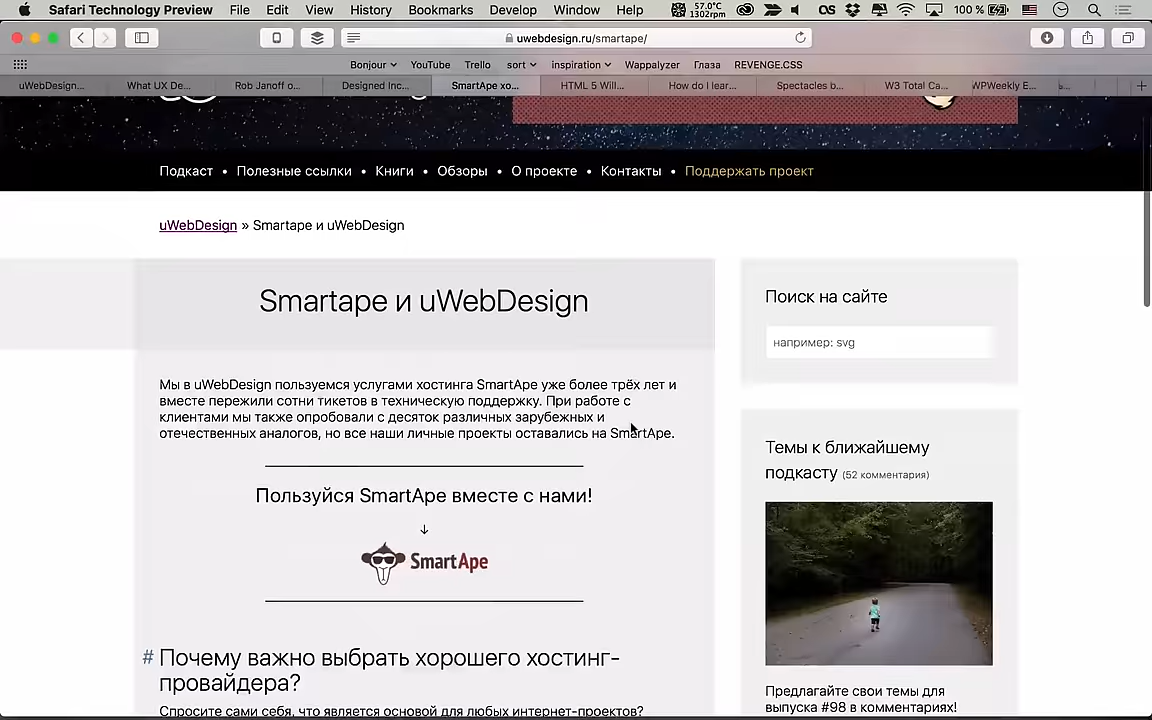 Safari Technology Preview File Edit View History Bookmarks Develop Window Help 57.0°C 1302rpm 100 %
uwebdesign.ru/smartape/
Bonjour YouTube Trello sort inspiration Wappalyzer Глаза REVENGE.CSS
uWebDesign... What UX De... Rob Janoff o... Designed Inc... SmartApe хо... HTML 5 Will... How do I lear... Spectacles b... W3 Total Ca... WPWeekly E...
Подкаст • Полезные ссылки • Книги • Обзоры • О проекте • Контакты • Поддержать проект
uWebDesign » Smartape и uWebDesign
Smartape и uWebDesign
Мы в uWebDesign пользуемся услугами хостинга SmartApe уже более трёх лет и
вместе пережили сотни тикетов в техническую поддержку. При работе с
клиентами мы также опробовали с десяток различных зарубежных и
отечественных аналогов, но все наши личные проекты оставались на SmartApe.
Пользуйся SmartApe вместе с нами!
↓
SmartApe
# Почему важно выбрать хорошего хостинг-
провайдера?
Спросите сами себя, что является основой для любых интернет-проектов?
Поиск на сайте
например: svg
Темы к ближайшему
подкасту (52 комментария)
Предлагайте свои темы для
выпуска #98 в комментариях!